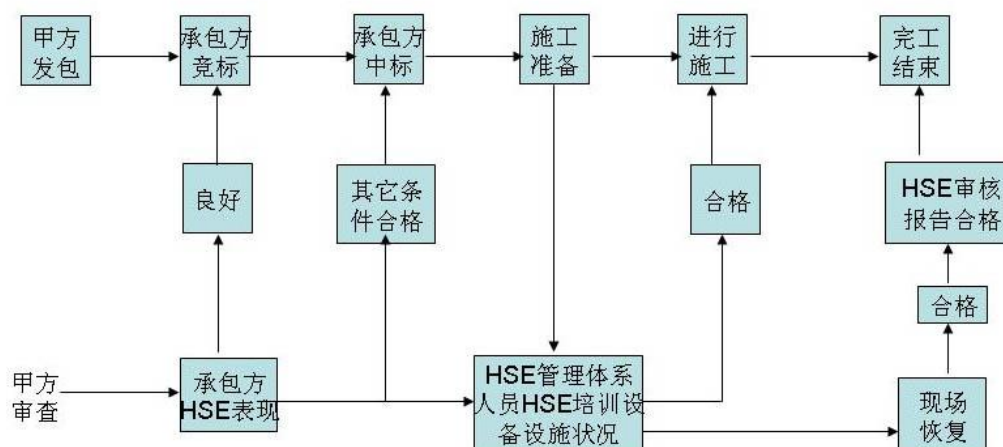 甲方
发包
承包方
竞标
承包方
中标
施工
准备
进行
施工
完工
结束
良好
其它条
件合格
合格
HSE审核
报告合格
合格
甲方
审查
承包方
HSE表现
HSE管理体系
人员HSE培训设
备设施状况
现场
恢复